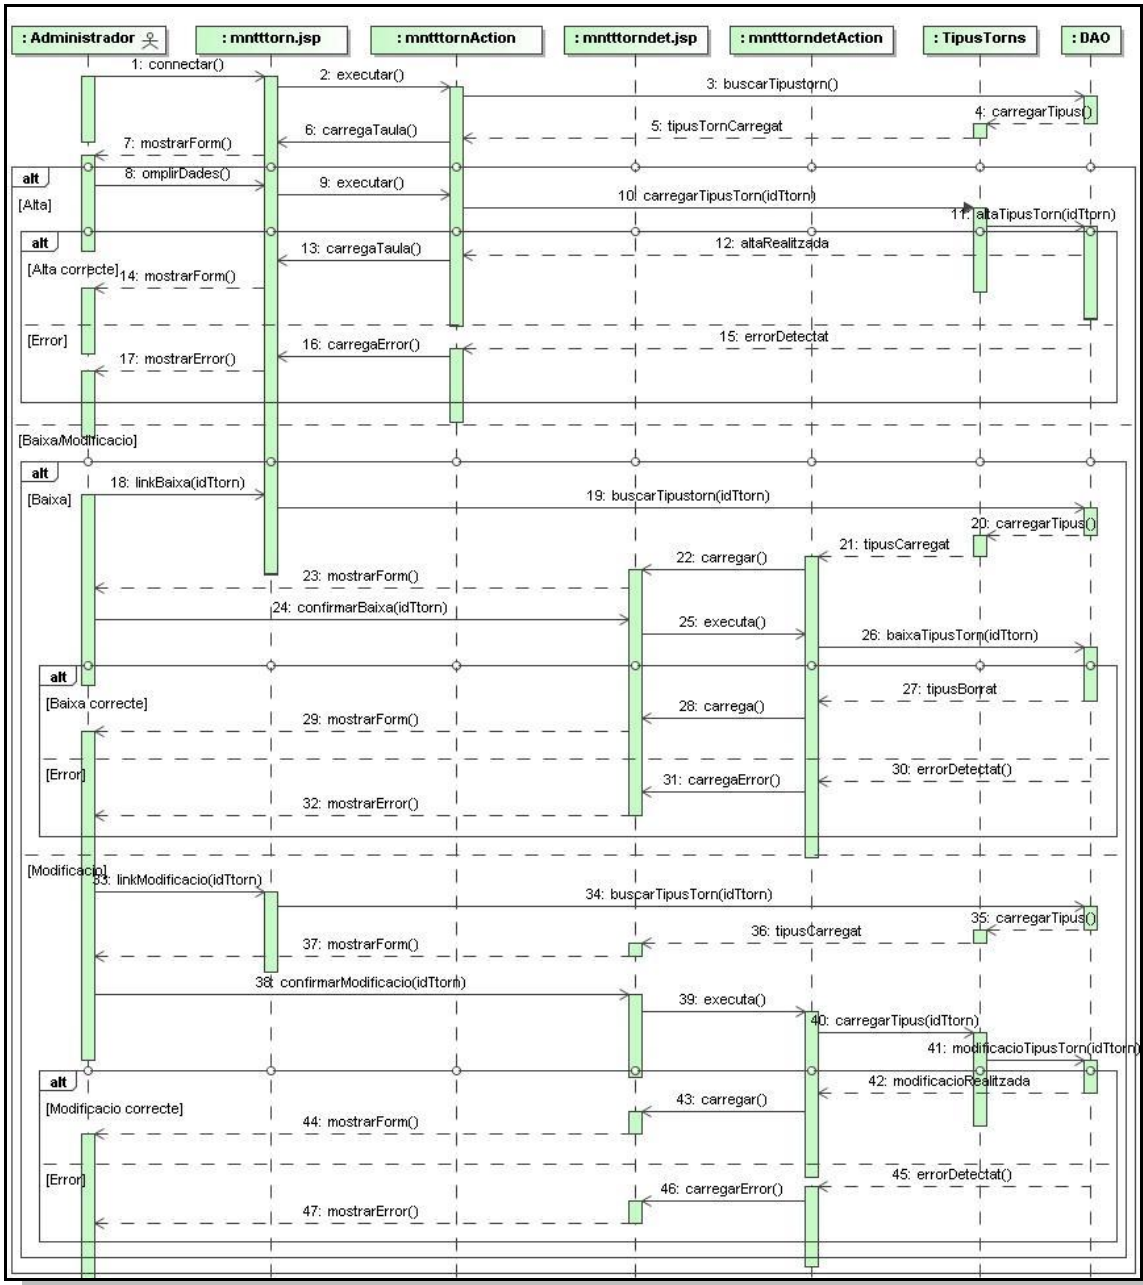 : Administrador
: mntttorn.jsp
: mntttornAction
: mntttorndet.jsp
: mntttorndetAction
: TipusTorns
: DAO
1: connectar()
2: executar()
3: buscarTipustorn()
4: carregarTipus()
5: tipusTornCarregat
6: carregaTaula()
7: mostrarForm()
alt
[Alta]
8: omplirDades()
9: executar()
10: carregarTipusTorn(idTtorn)
11: altaTipusTorn(idTtorn)
alt
[Alta correcte]
12: altaRealitzada
13: carregaTaula()
14: mostrarForm()
[Error]
15: errorDetectat
16: carregaError()
17: mostrarError()
[Baixa/Modificacio]
alt
[Baixa]
18: linkBaixa(idTtorn)
19: buscarTipustorn(idTtorn)
20: carregarTipus()
21: tipusCarregat
22: carregar()
23: mostrarForm()
24: confirmarBaixa(idTtorn)
25: executa()
26: baixaTipusTorn(idTtorn)
alt
[Baixa correcte]
27: tipusBorrat
28: carrega()
29: mostrarForm()
[Error]
30: errorDetectat()
31: carregaError()
32: mostrarError()
[Modificacio]
33: linkModificacio(idTtorn)
34: buscarTipusTorn(idTtorn)
35: carregarTipus()
36: tipusCarregat
37: mostrarForm()
38: confirmarModificacio(idTtorn)
39: executa()
40: carregarTipus(idTtorn)
41: modificacioTipusTorn(idTtorn)
alt
[Modificacio correcte]
42: modificacioRealitzada
43: carregar()
44: mostrarForm()
[Error]
45: errorDetectat()
46: carregarError()
47: mostrarError()